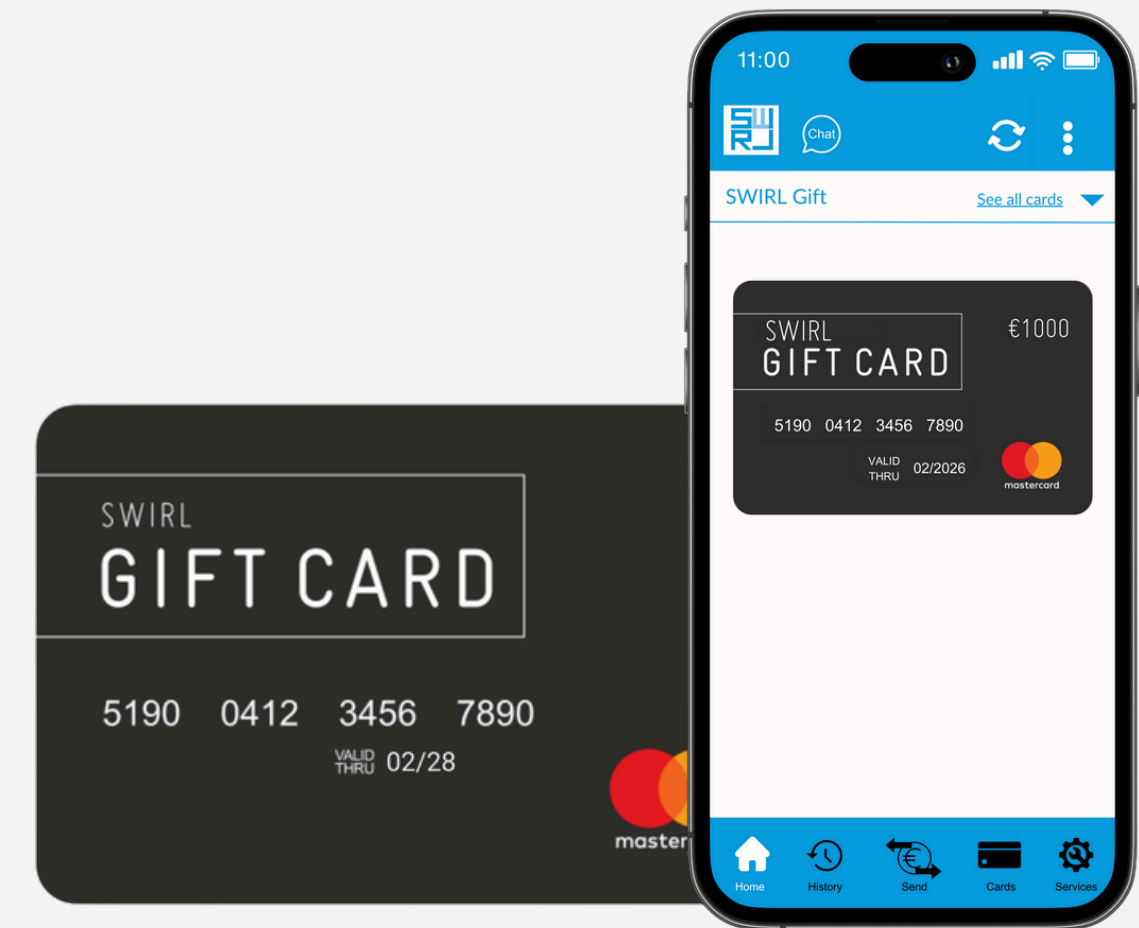 SWIRL
GIFT CARD
5190 0412 3456 7890
VALID
THRU 02/28
master
11:00
SWRL
Chat
SWIRL Gift See all cards
SWIRL €1000
GIFT CARD
5190 0412 3456 7890
VALID
THRU 02/2026
mastercard
Home History Send Cards Services